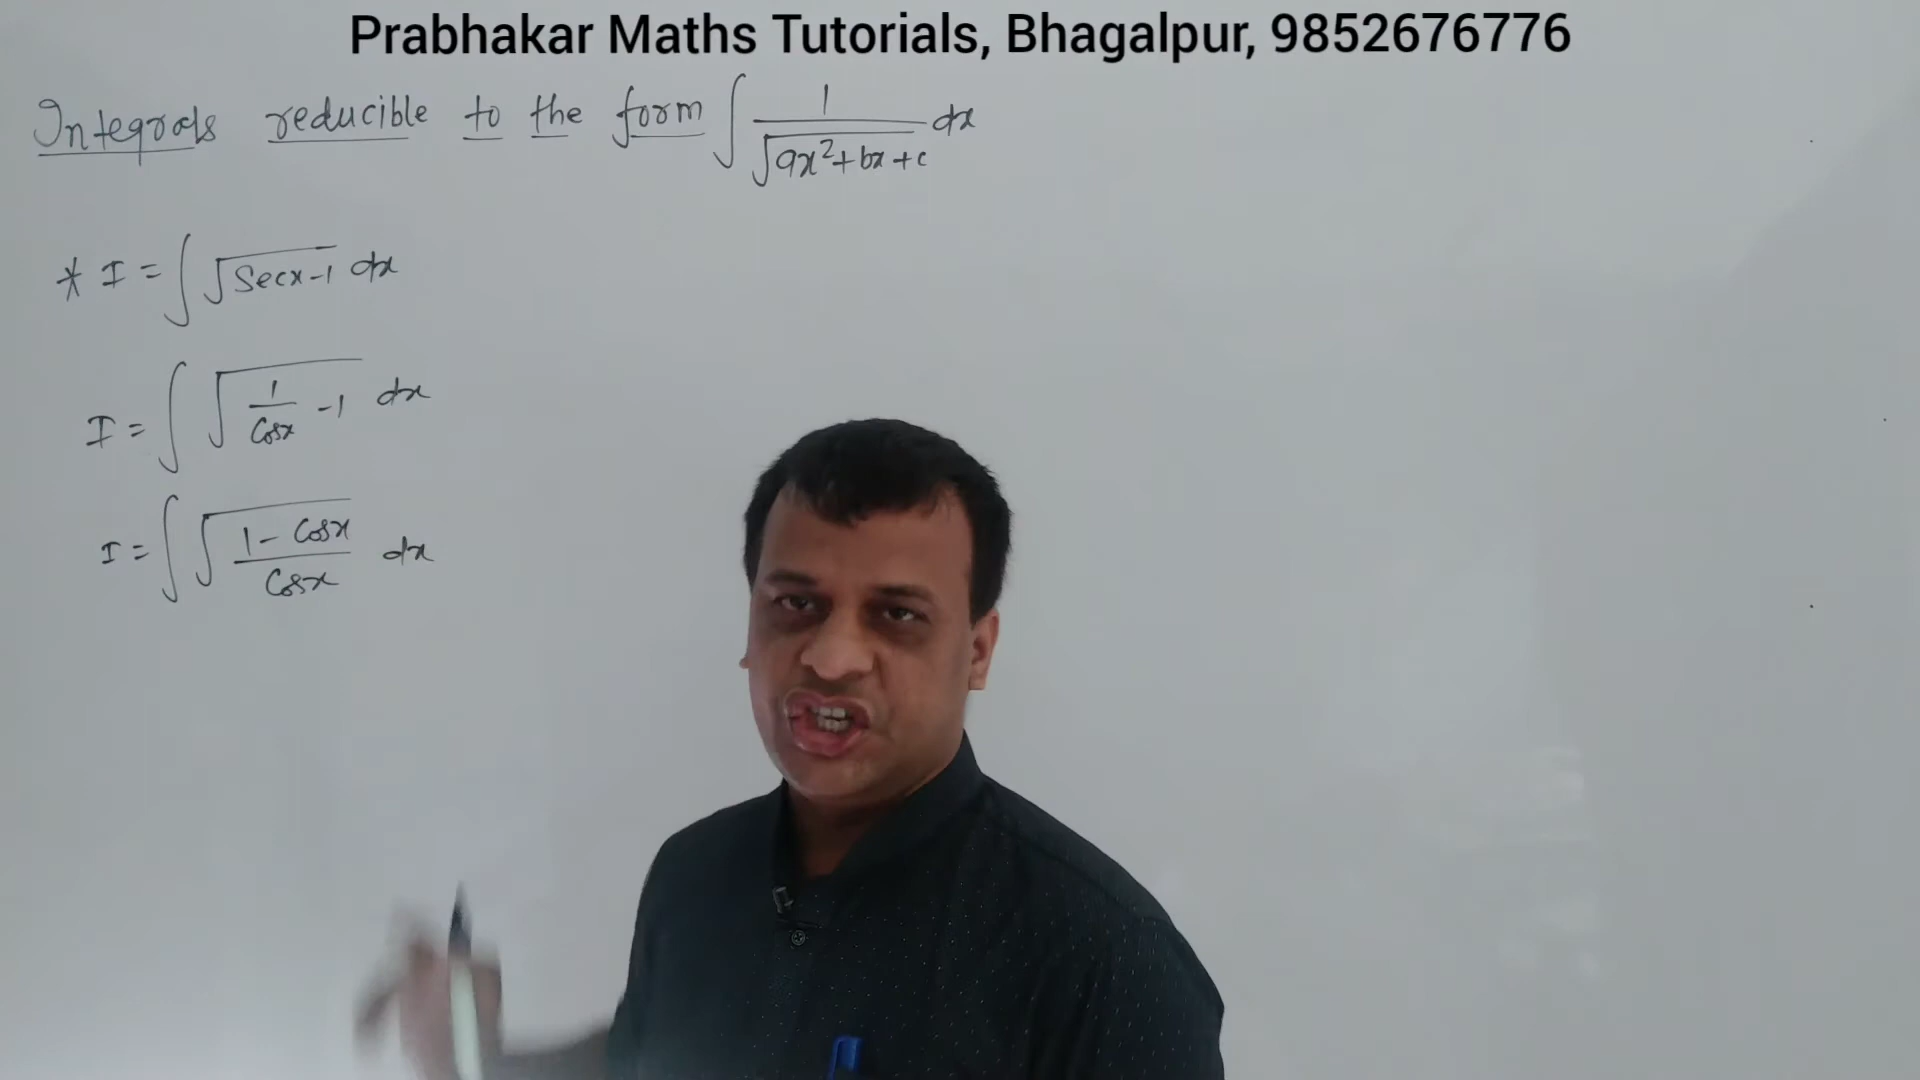 Prabhakar Maths Tutorials, Bhagalpur, 9852676776
Integrals reducible to the form ∫ 1/√(ax²+bx+c) dx
* I = ∫ √(Secx-1) dx
I = ∫ √(1/Cosx - 1) dx
I = ∫ √((1 - Cosx)/Cosx) dx